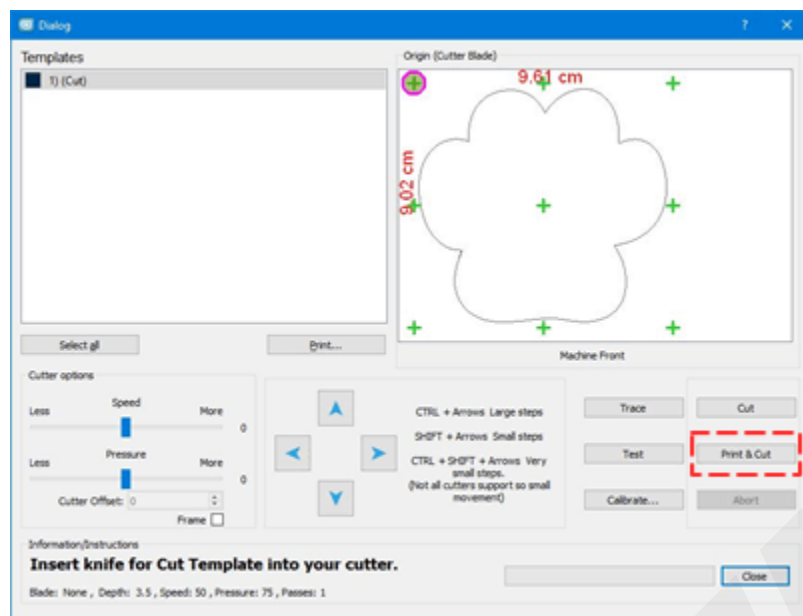 Dialog
?
Templates
1) (Cut)
Origin (Cutter Blade)
9.61 cm
9.02 cm
Machine Front
Select all
Print...
Cutter options
Speed
Less
More
0
Pressure
Less
More
0
Cutter Offset: 0
Frame
CTRL + Arrows Large steps
SHIFT + Arrows Small steps
CTRL + SHIFT + Arrows Very
small steps.
(Not all cutters support so small
movement)
Trace
Test
Calibrate...
Cut
Print & Cut
Abort
Information/Instructions
Insert knife for Cut Template into your cutter.
Blade: None , Depth: 3.5 , Speed: 50 , Pressure: 75 , Passes: 1
Close